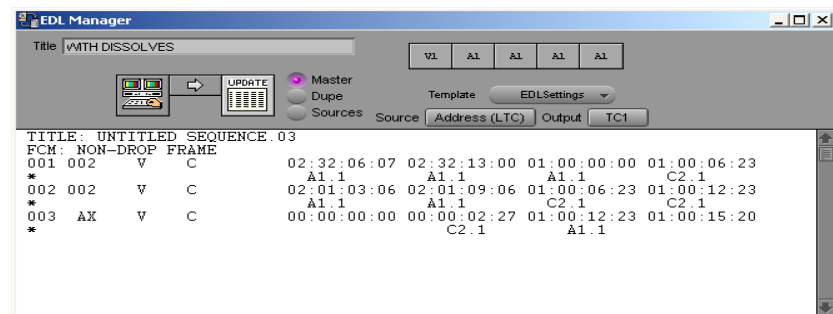 EDL Manager
Title WITH DISSOLVES
V1 A1 A1 A1 A1
UPDATE
Master
Dupe
Sources
Template EDLSettings
Source Address (LTC) Output TC1
TITLE: UNTITLED SEQUENCE.03
FCM: NON-DROP FRAME
001 002 V C 02:32:06:07 02:32:13:00 01:00:00:00 01:00:06:23
* A1.1 A1.1 A1.1 C2.1
002 002 V C 02:01:03:06 02:01:09:06 01:00:06:23 01:00:12:23
* A1.1 A1.1 C2.1 C2.1
003 AX V C 00:00:00:00 00:00:02:27 01:00:12:23 01:00:15:20
* C2.1 A1.1